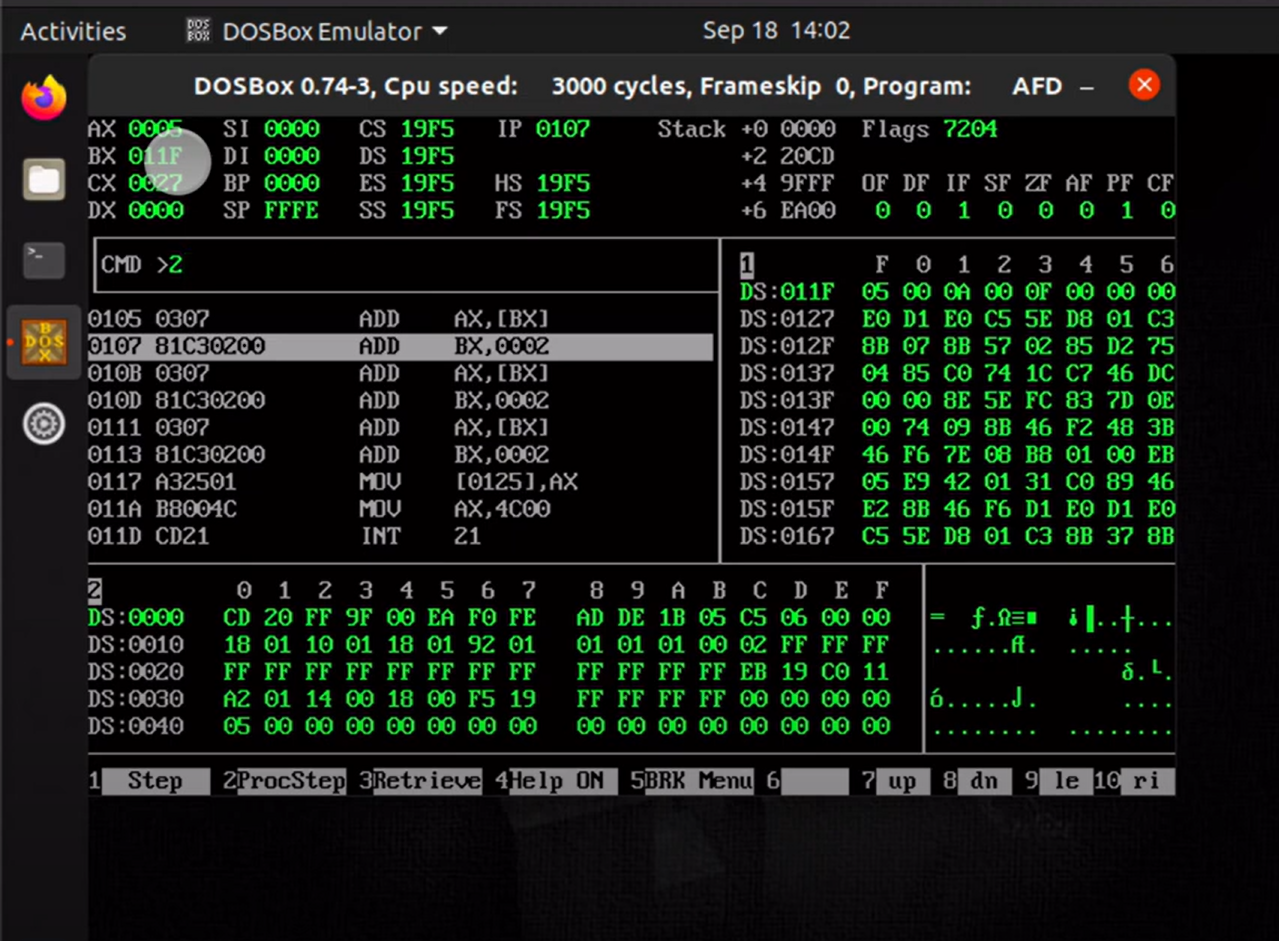 Activities DOSBox Emulator Sep 18 14:02
DOSBox 0.74-3, Cpu speed: 3000 cycles, Frameskip 0, Program: AFD
AX 0005 SI 0000 CS 19F5 IP 0107 Stack +0 0000 Flags 7204
BX 011F DI 0000 DS 19F5 +2 20CD
CX 0027 BP 0000 ES 19F5 HS 19F5 +4 9FFF OF DF IF SF ZF AF PF CF
DX 0000 SP FFFE SS 19F5 FS 19F5 +6 EA00 0 0 1 0 0 0 1 0
CMD >2
0105 0307 ADD AX,[BX]
0107 81C30200 ADD BX,0002
010B 0307 ADD AX,[BX]
010D 81C30200 ADD BX,0002
0111 0307 ADD AX,[BX]
0113 81C30200 ADD BX,0002
0117 A32501 MOV [0125],AX
011A B8004C MOV AX,4C00
011D CD21 INT 21
1 F 0 1 2 3 4 5 6
DS:011F 05 00 0A 00 0F 00 00 00
DS:0127 E0 D1 E0 C5 5E D8 01 C3
DS:012F 8B 07 8B 57 02 85 D2 75
DS:0137 04 85 C0 74 1C C7 46 DC
DS:013F 00 00 8E 5E FC 83 7D 0E
DS:0147 00 74 09 8B 46 F2 48 3B
DS:014F 46 F6 7E 08 B8 01 00 EB
DS:0157 05 E9 42 01 31 C0 89 46
DS:015F E2 8B 46 F6 D1 E0 D1 E0
DS:0167 C5 5E D8 01 C3 8B 37 8B
2 0 1 2 3 4 5 6 7 8 9 A B C D E F
DS:0000 CD 20 FF 9F 00 EA F0 FE AD DE 1B 05 C5 06 00 00 = ƒ.Ω≡■ ¡▐..┼...
DS:0010 18 01 10 01 18 01 92 01 01 01 01 00 02 FF FF FF ......Æ. .....
DS:0020 FF FF FF FF FF FF FF FF FF FF FF FF EB 19 C0 11 δ.└.
DS:0030 A2 01 14 00 18 00 F5 19 FF FF FF FF 00 00 00 00 ó.....⌡. ....
DS:0040 05 00 00 00 00 00 00 00 00 00 00 00 00 00 00 00 ........ ........
1 Step 2 ProcStep 3 Retrieve 4 Help ON 5 BRK Menu 6 7 up 8 dn 9 le 10 ri